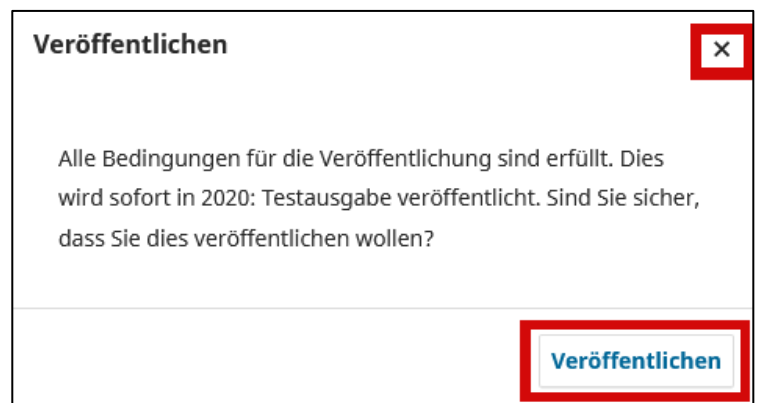 Veröffentlichen ×
Alle Bedingungen für die Veröffentlichung sind erfüllt. Dies
wird sofort in 2020: Testausgabe veröffentlicht. Sind Sie sicher,
dass Sie dies veröffentlichen wollen?
Veröffentlichen